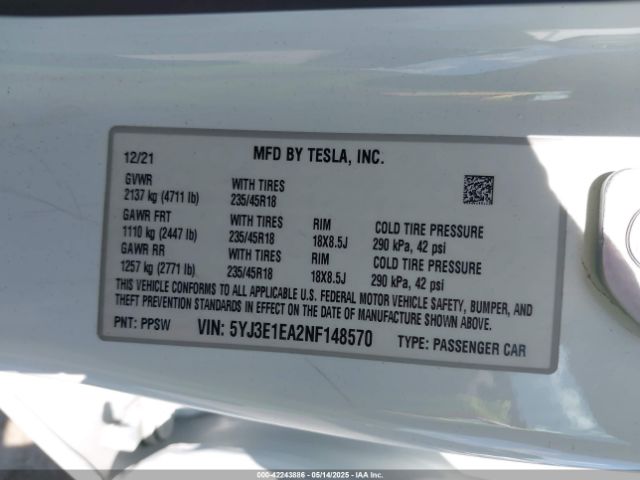 12/21 MFD BY TESLA, INC.
GVWR WITH TIRES
2137 kg (4711 lb) 235/45R18
GAWR FRT WITH TIRES RIM COLD TIRE PRESSURE
1110 kg (2447 lb) 235/45R18 18X8.5J 290 kPa, 42 psi
GAWR RR WITH TIRES RIM COLD TIRE PRESSURE
1257 kg (2771 lb) 235/45R18 18X8.5J 290 kPa, 42 psi
THIS VEHICLE CONFORMS TO ALL APPLICABLE U.S. FEDERAL MOTOR VEHICLE SAFETY, BUMPER, AND
THEFT PREVENTION STANDARDS IN EFFECT ON THE DATE OF MANUFACTURE SHOWN ABOVE.
PNT: PPSW VIN: 5YJ3E1EA2NF148570 TYPE: PASSENGER CAR
000-42243886 - 05/14/2025 - IAA Inc.